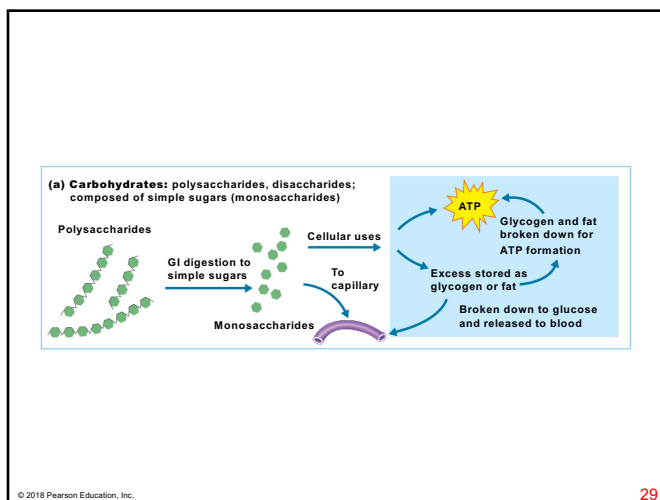 (a) Carbohydrates: polysaccharides, disaccharides;
composed of simple sugars (monosaccharides)
Polysaccharides
GI digestion to
simple sugars
Monosaccharides
Cellular uses
To
capillary
ATP
Glycogen and fat
broken down for
ATP formation
Excess stored as
glycogen or fat
Broken down to glucose
and released to blood
© 2018 Pearson Education, Inc.
29